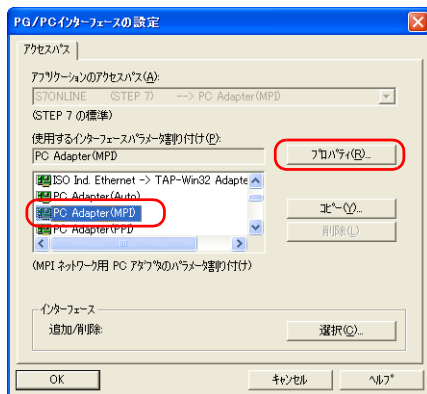 PG/PCインターフェースの設定
アクセスパス
アプリケーションのアクセスパス(A):
S7ONLINE (STEP 7) --> PC Adapter(MPI)
(STEP 7 の標準)
使用するインターフェースパラメータ割り付け(P):
PC Adapter(MPI)
プロパティ(R)...
ISO Ind. Ethernet -> TAP-Win32 Adapte
PC Adapter(Auto)
PC Adapter(MPI)
PC Adapter(PPI)
コピー(Y)...
削除(L)
(MPI ネットワーク用 PC アダプタのパラメータ割り付け)
インターフェース
追加/削除:
選択(C)...
OK
キャンセル
ヘルプ